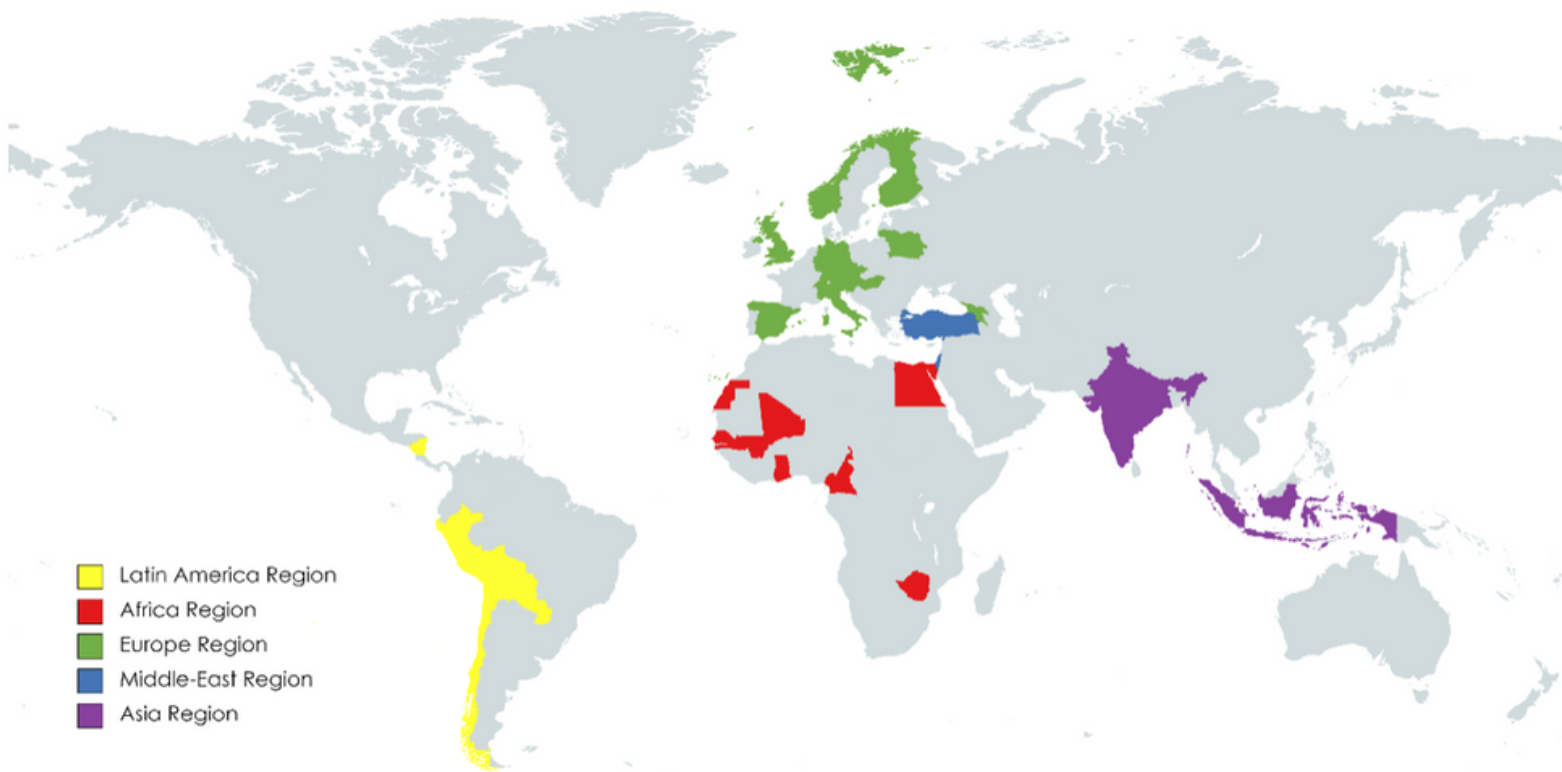 Latin America Region
Africa Region
Europe Region
Middle-East Region
Asia Region